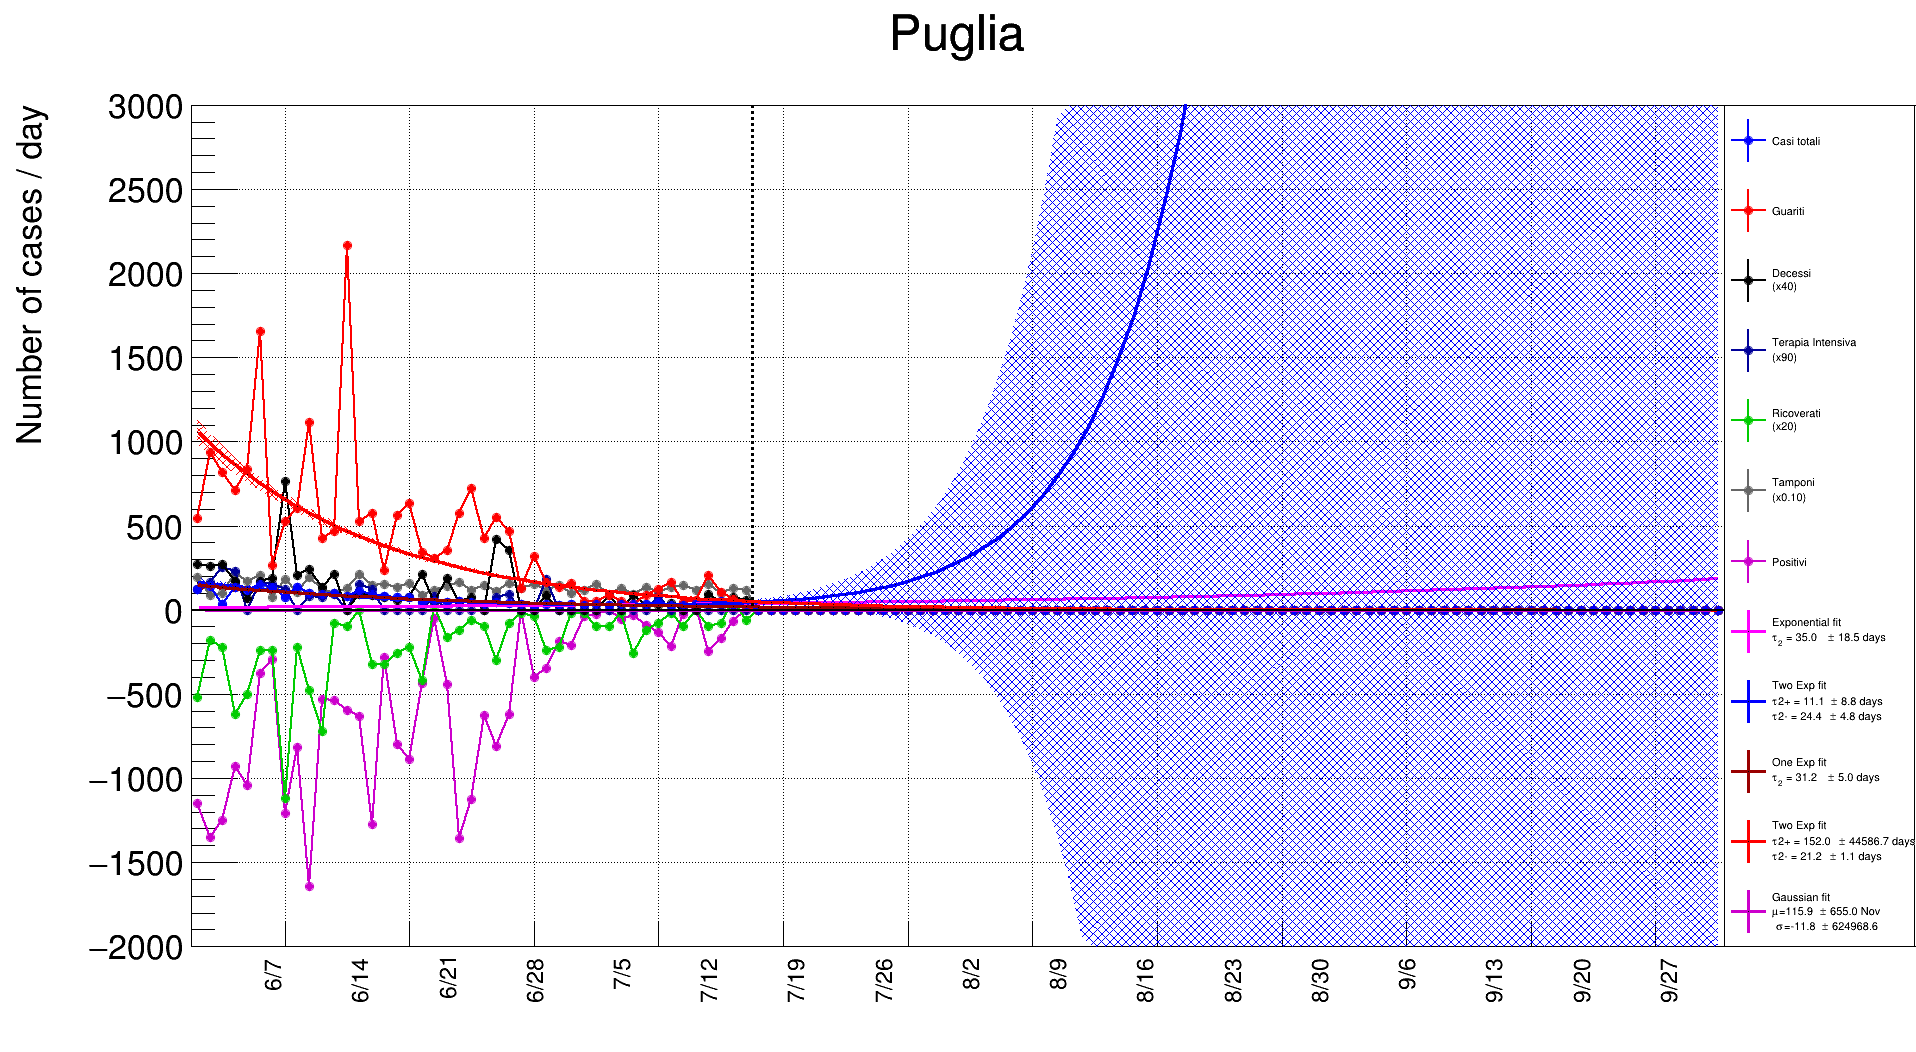 Puglia
Number of cases / day
3000
2500
2000
1500
1000
500
0
−500
−1000
−1500
−2000
6/7
6/14
6/21
6/28
7/5
7/12
7/19
7/26
8/2
8/9
8/16
8/23
8/30
9/6
9/13
9/20
9/27
Casi totali
Guariti
Decessi
(x40)
Terapia Intensiva
(x90)
Ricoverati
(x20)
Tamponi
(x0.10)
Positivi
Exponential fit
τ2 = 35.0 ± 18.5 days
Two Exp fit
τ2+ = 11.1 ± 8.8 days
τ2- = 24.4 ± 4.8 days
One Exp fit
τ2 = 31.2 ± 5.0 days
Two Exp fit
τ2+ = 152.0 ± 44586.7 days
τ2- = 21.2 ± 1.1 days
Gaussian fit
μ=115.9 ± 655.0 Nov
σ=-11.8 ± 624968.6